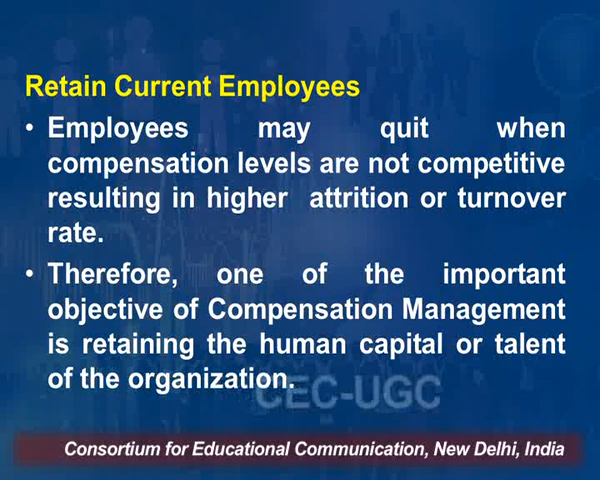 Retain Current Employees
• Employees may quit when
compensation levels are not competitive
resulting in higher attrition or turnover
rate.
• Therefore, one of the important
objective of Compensation Management
is retaining the human capital or talent
of the organization.
CEC-UGC
Consortium for Educational Communication, New Delhi, India